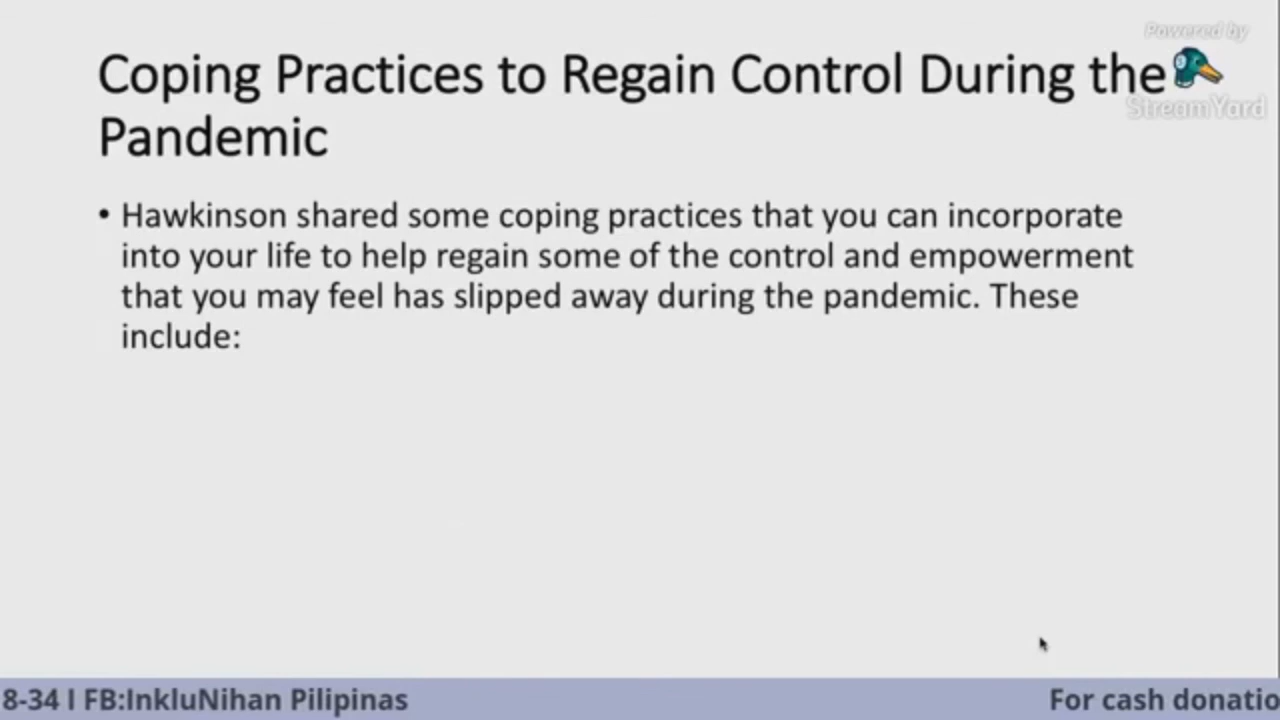 Powered by
StreamYard
Coping Practices to Regain Control During the
Pandemic
• Hawkinson shared some coping practices that you can incorporate
into your life to help regain some of the control and empowerment
that you may feel has slipped away during the pandemic. These
include:
8-34 I FB:InkluNihan Pilipinas
For cash donatio